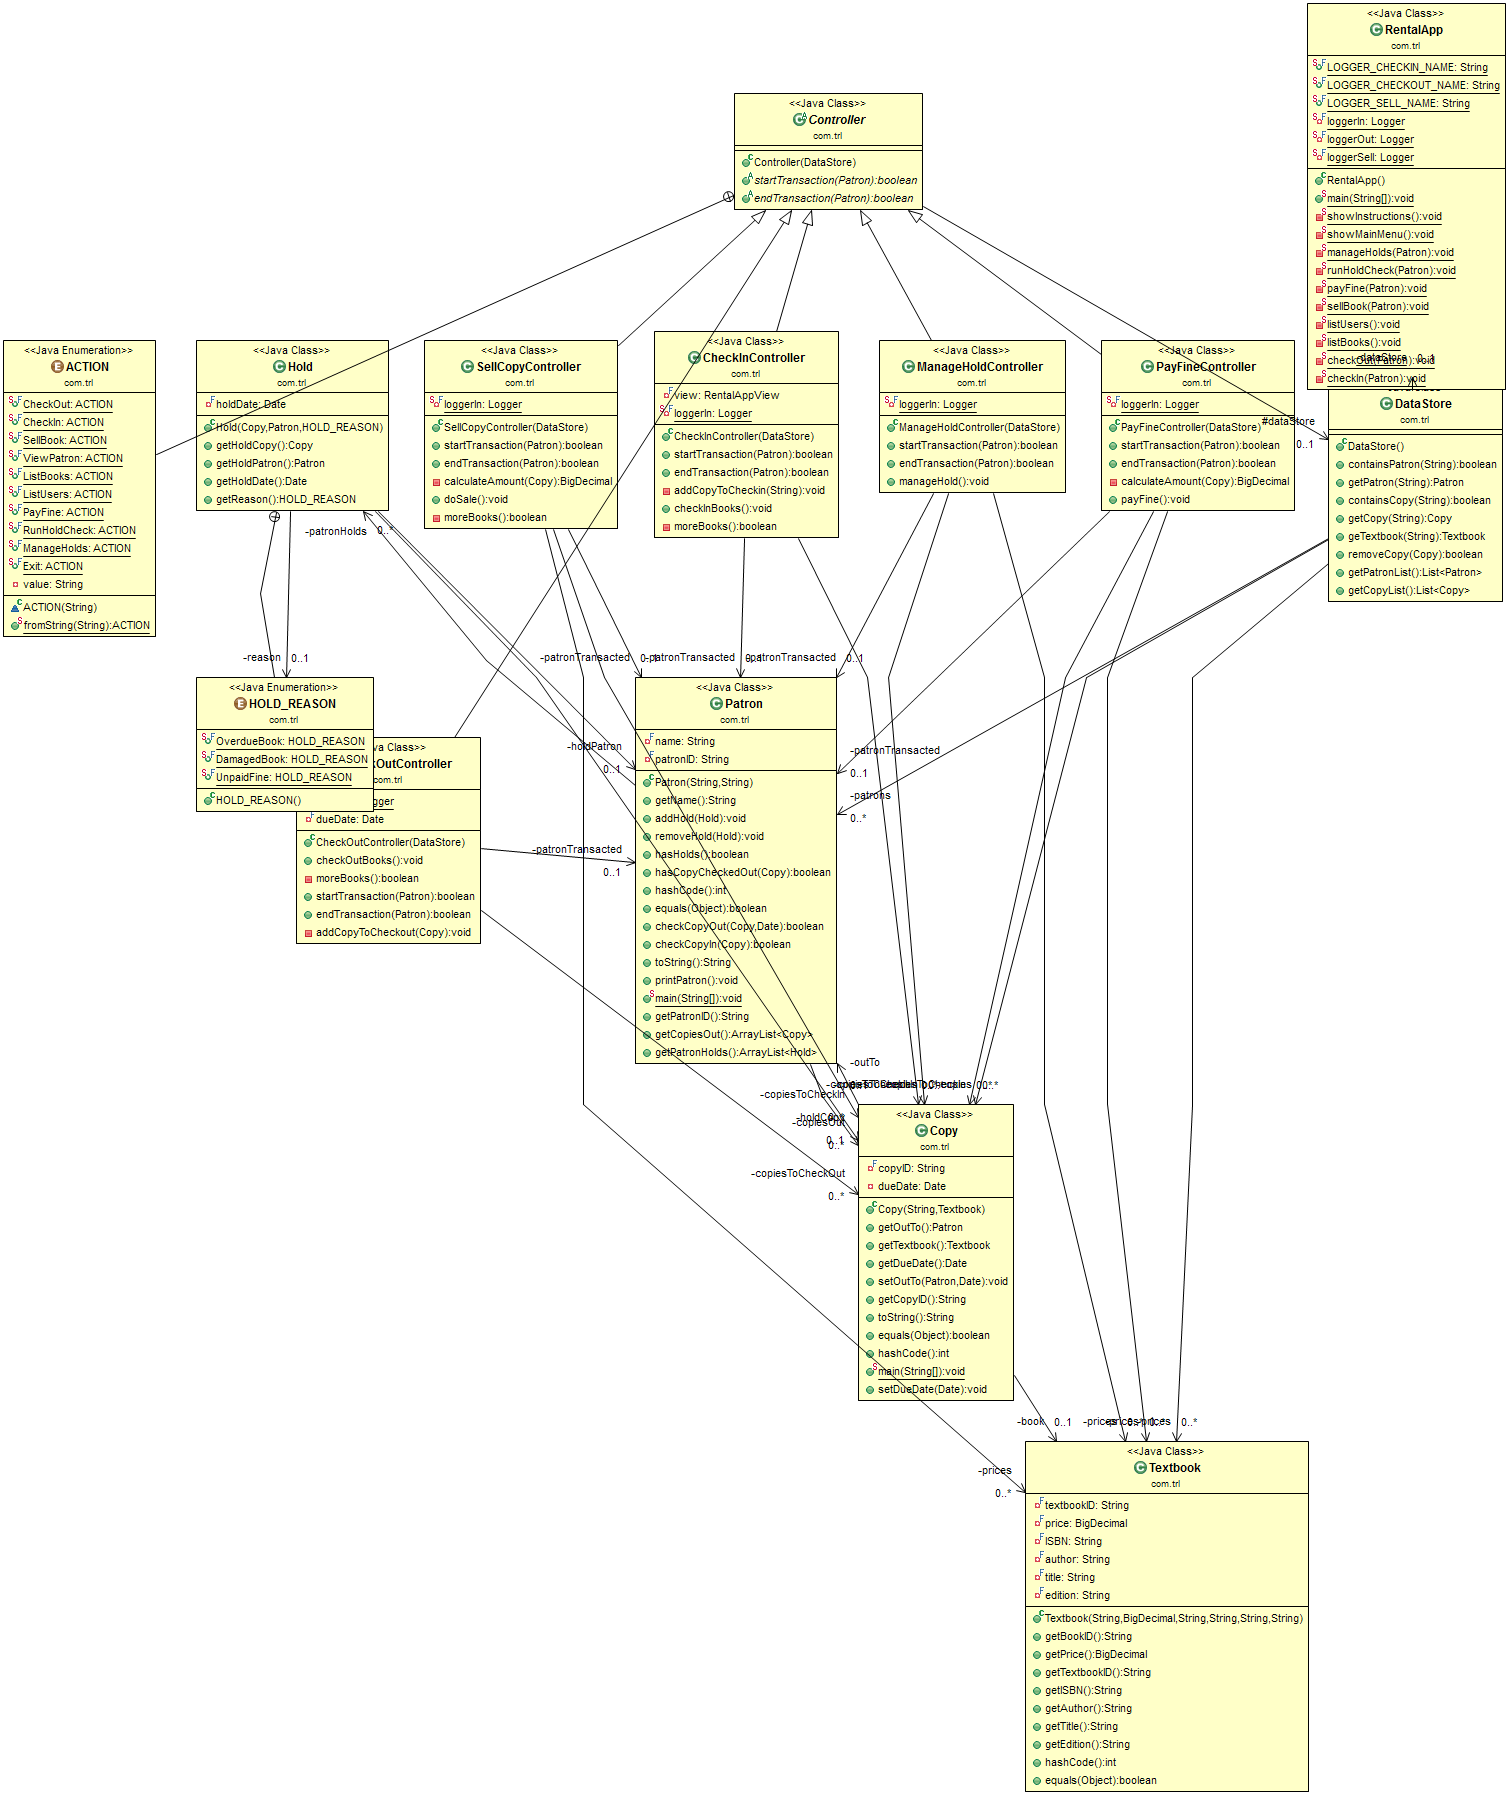 <<Java Class>>
RentalApp
com.trl
LOGGER_CHECKIN_NAME: String
LOGGER_CHECKOUT_NAME: String
LOGGER_SELL_NAME: String
loggerIn: Logger
loggerOut: Logger
loggerSell: Logger
RentalApp()
main(String[]):void
showInstructions():void
showMainMenu():void
manageHolds(Patron):void
runHoldCheck(Patron):void
payFine(Patron):void
sellBook(Patron):void
listUsers():void
listBooks():void
checkOut(Patron):void
checkIn(Patron):void
-dataStore
0..1
<<Java Class>>
Controller
com.trl
Controller(DataStore)
startTransaction(Patron):boolean
endTransaction(Patron):boolean
<<Java Enumeration>>
ACTION
com.trl
CheckOut: ACTION
CheckIn: ACTION
SellBook: ACTION
ViewPatron: ACTION
ListBooks: ACTION
ListUsers: ACTION
PayFine: ACTION
RunHoldCheck: ACTION
ManageHolds: ACTION
Exit: ACTION
value: String
ACTION(String)
fromString(String):ACTION
<<Java Class>>
Hold
com.trl
holdDate: Date
Hold(Copy,Patron,HOLD_REASON)
getHoldCopy():Copy
getHoldPatron():Patron
getHoldDate():Date
getReason():HOLD_REASON
<<Java Class>>
SellCopyController
com.trl
loggerIn: Logger
SellCopyController(DataStore)
startTransaction(Patron):boolean
endTransaction(Patron):boolean
calculateAmount(Copy):BigDecimal
doSale():void
moreBooks():boolean
<<Java Class>>
CheckInController
com.trl
view: RentalAppView
loggerIn: Logger
CheckInController(DataStore)
startTransaction(Patron):boolean
endTransaction(Patron):boolean
addCopyToCheckin(String):void
checkInBooks():void
moreBooks():boolean
<<Java Class>>
ManageHoldController
com.trl
loggerIn: Logger
ManageHoldController(DataStore)
startTransaction(Patron):boolean
endTransaction(Patron):boolean
manageHold():void
<<Java Class>>
PayFineController
com.trl
loggerIn: Logger
PayFineController(DataStore)
startTransaction(Patron):boolean
endTransaction(Patron):boolean
calculateAmount(Copy):BigDecimal
payFine():void
#dataStore
0..1
DataStore
com.trl
DataStore()
containsPatron(String):boolean
getPatron(String):Patron
containsCopy(String):boolean
getCopy(String):Copy
geTextbook(String):Textbook
removeCopy(Copy):boolean
getPatronList():List<Patron>
getCopyList():List<Copy>
-patronHolds
0..*
-reason
0..1
-patronTransacted
0..1
-patronTransacted
-patronTransacted
0..1
<<Java Enumeration>>
HOLD_REASON
com.trl
OverdueBook: HOLD_REASON
DamagedBook: HOLD_REASON
UnpaidFine: HOLD_REASON
HOLD_REASON()
va Class>>
kOutController
com.trl
gger
dueDate: Date
CheckOutController(DataStore)
checkOutBooks():void
moreBooks():boolean
startTransaction(Patron):boolean
endTransaction(Patron):boolean
addCopyToCheckout(Copy):void
-holdPatron
0..1
-patronTransacted
0..1
<<Java Class>>
Patron
com.trl
name: String
patronID: String
Patron(String,String)
getName():String
addHold(Hold):void
removeHold(Hold):void
hasHolds():boolean
hasCopyCheckedOut(Copy):boolean
hashCode():int
equals(Object):boolean
checkCopyOut(Copy,Date):boolean
checkCopyIn(Copy):boolean
toString():String
printPatron():void
main(String[]):void
getPatronID():String
getCopiesOut():ArrayList<Copy>
getPatronHolds():ArrayList<Hold>
-patronTransacted
0..1
-patrons
0..*
-outTo
-copiesToCheckIn
-holdCopy
-copiesOut
0..1
0..*
-copiesToCheckOut
0..*
<<Java Class>>
Copy
com.trl
copyID: String
dueDate: Date
Copy(String,Textbook)
getOutTo():Patron
getTextbook():Textbook
getDueDate():Date
setOutTo(Patron,Date):void
getCopyID():String
toString():String
equals(Object):boolean
hashCode():int
main(String[]):void
setDueDate(Date):void
-book
0..1
-prices
-prices
0..*
-prices
0..*
<<Java Class>>
Textbook
com.trl
textbookID: String
price: BigDecimal
ISBN: String
author: String
title: String
edition: String
Textbook(String,BigDecimal,String,String,String,String)
getBookID():String
getPrice():BigDecimal
getTextbookID():String
getISBN():String
getAuthor():String
getTitle():String
getEdition():String
hashCode():int
equals(Object):boolean